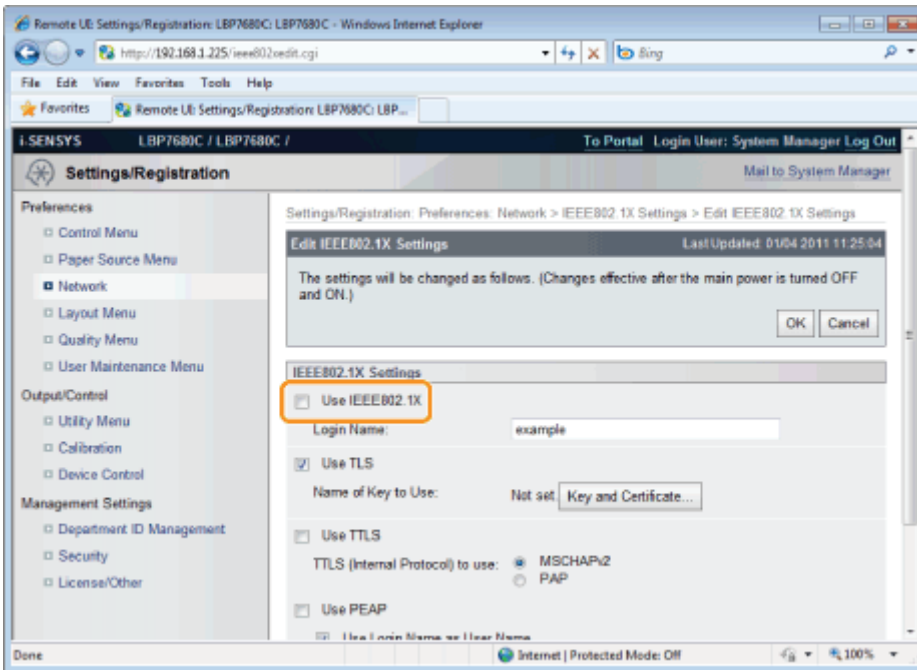 Remote UI: Settings/Registration: LBP7680C: LBP7680C - Windows Internet Explorer
http://192.168.1.225/ieee802xedit.cgi
Bing
File Edit View Favorites Tools Help
Favorites Remote UI: Settings/Registration: LBP7680C: LBP...
i-SENSYS LBP7680C / LBP7680C / To Portal Login User: System Manager Log Out
Settings/Registration Mail to System Manager
Preferences
Control Menu
Paper Source Menu
Network
Layout Menu
Quality Menu
User Maintenance Menu
Output/Control
Utility Menu
Calibration
Device Control
Management Settings
Department ID Management
Security
License/Other
Settings/Registration: Preferences: Network > IEEE802.1X Settings > Edit IEEE802.1X Settings
Edit IEEE802.1X Settings Last Updated: 01/04 2011 11:25:04
The settings will be changed as follows. (Changes effective after the main power is turned OFF
and ON.)
OK Cancel
IEEE802.1X Settings
Use IEEE802.1X
Login Name: example
Use TLS
Name of Key to Use: Not set. Key and Certificate...
Use TTLS
TTLS (Internal Protocol) to use: MSCHAPv2
PAP
Use PEAP
Use Login Name as User Name
Done Internet | Protected Mode: Off 100%